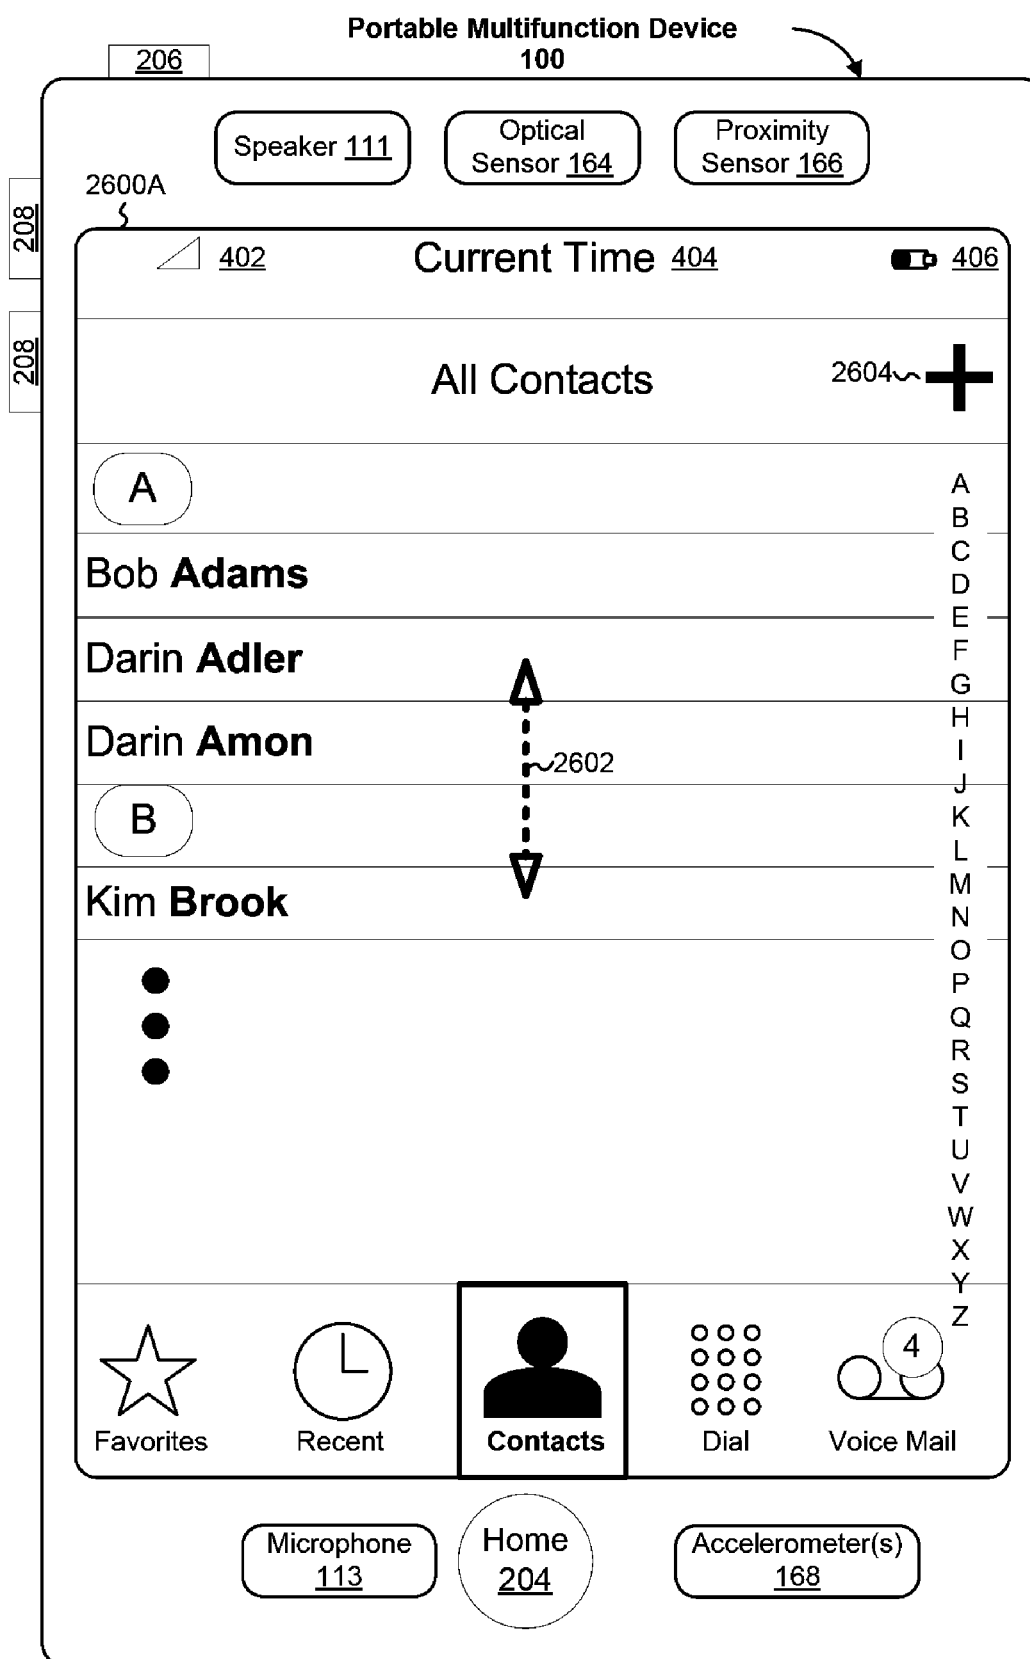 Portable Multifunction Device
100
206
Speaker 111
Optical
Sensor 164
Proximity
Sensor 166
2600A
208
208
402
Current Time 404
406
All Contacts
2604
A
Bob Adams
Darin Adler
Darin Amon
2602
B
Kim Brook
A
B
C
D
E
F
G
H
I
J
K
L
M
N
O
P
Q
R
S
T
U
V
W
X
Y
Z
4
Favorites
Recent
Contacts
Dial
Voice Mail
Microphone
113
Home
204
Accelerometer(s)
168